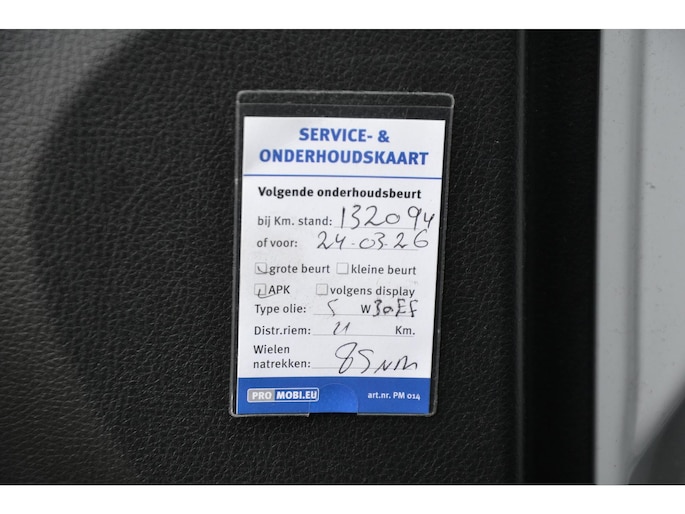 SERVICE- &
ONDERHOUDSKAART
Volgende onderhoudsbeurt
bij Km. stand: 132094
of voor: 24-03-26
grote beurt kleine beurt
APK volgens display
Type olie: 5 W 30EF
Distr.riem: Km.
Wielen
natrekken: 85NM
PRO MOBI.EU art.nr. PM 014